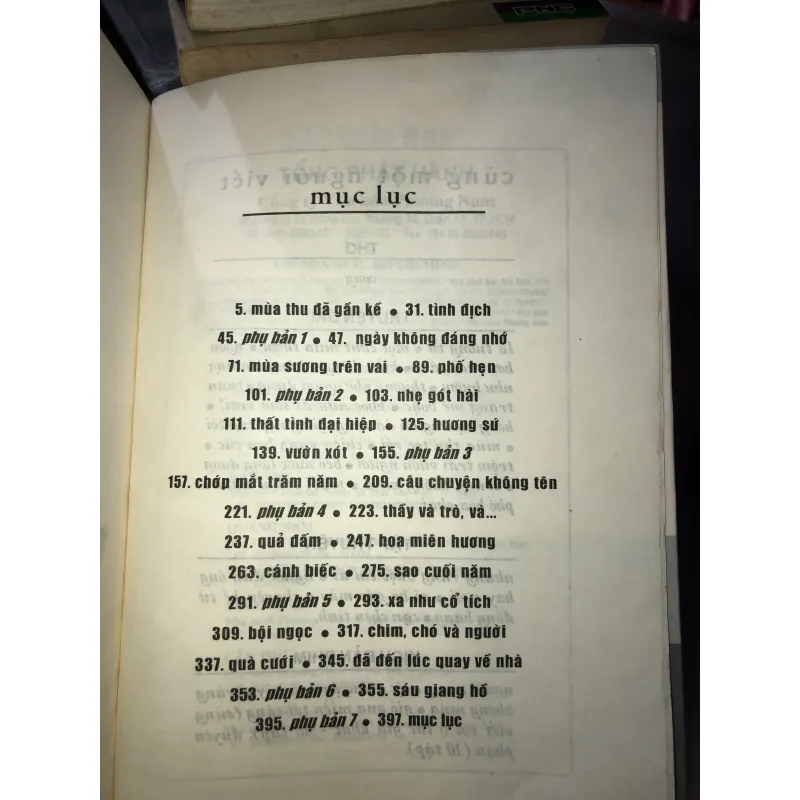 PNC
mục lục
5. mùa thu đã gần kề ● 31. tình địch
45. phụ bản 1 ● 47. ngày không đáng nhớ
71. mùa sương trên vai ● 89. phố hẹn
101. phụ bản 2 ● 103. nhẹ gót hài
111. thất tình đại hiệp ● 125. hương sứ
139. vườn xót ● 155. phụ bản 3
157. chớp mắt trăm năm ● 209. câu chuyện không tên
221. phụ bản 4 ● 223. thầy và trò, và...
237. quả đấm ● 247. họa miên hương
263. cánh biếc ● 275. sao cuối năm
291. phụ bản 5 ● 293. xa như cổ tích
309. bội ngọc ● 317. chim, chó và người
337. quà cưới ● 345. đã đến lúc quay về nhà
353. phụ bản 6 ● 355. sáu giang hồ
395. phụ bản 7 ● 397. mục lục